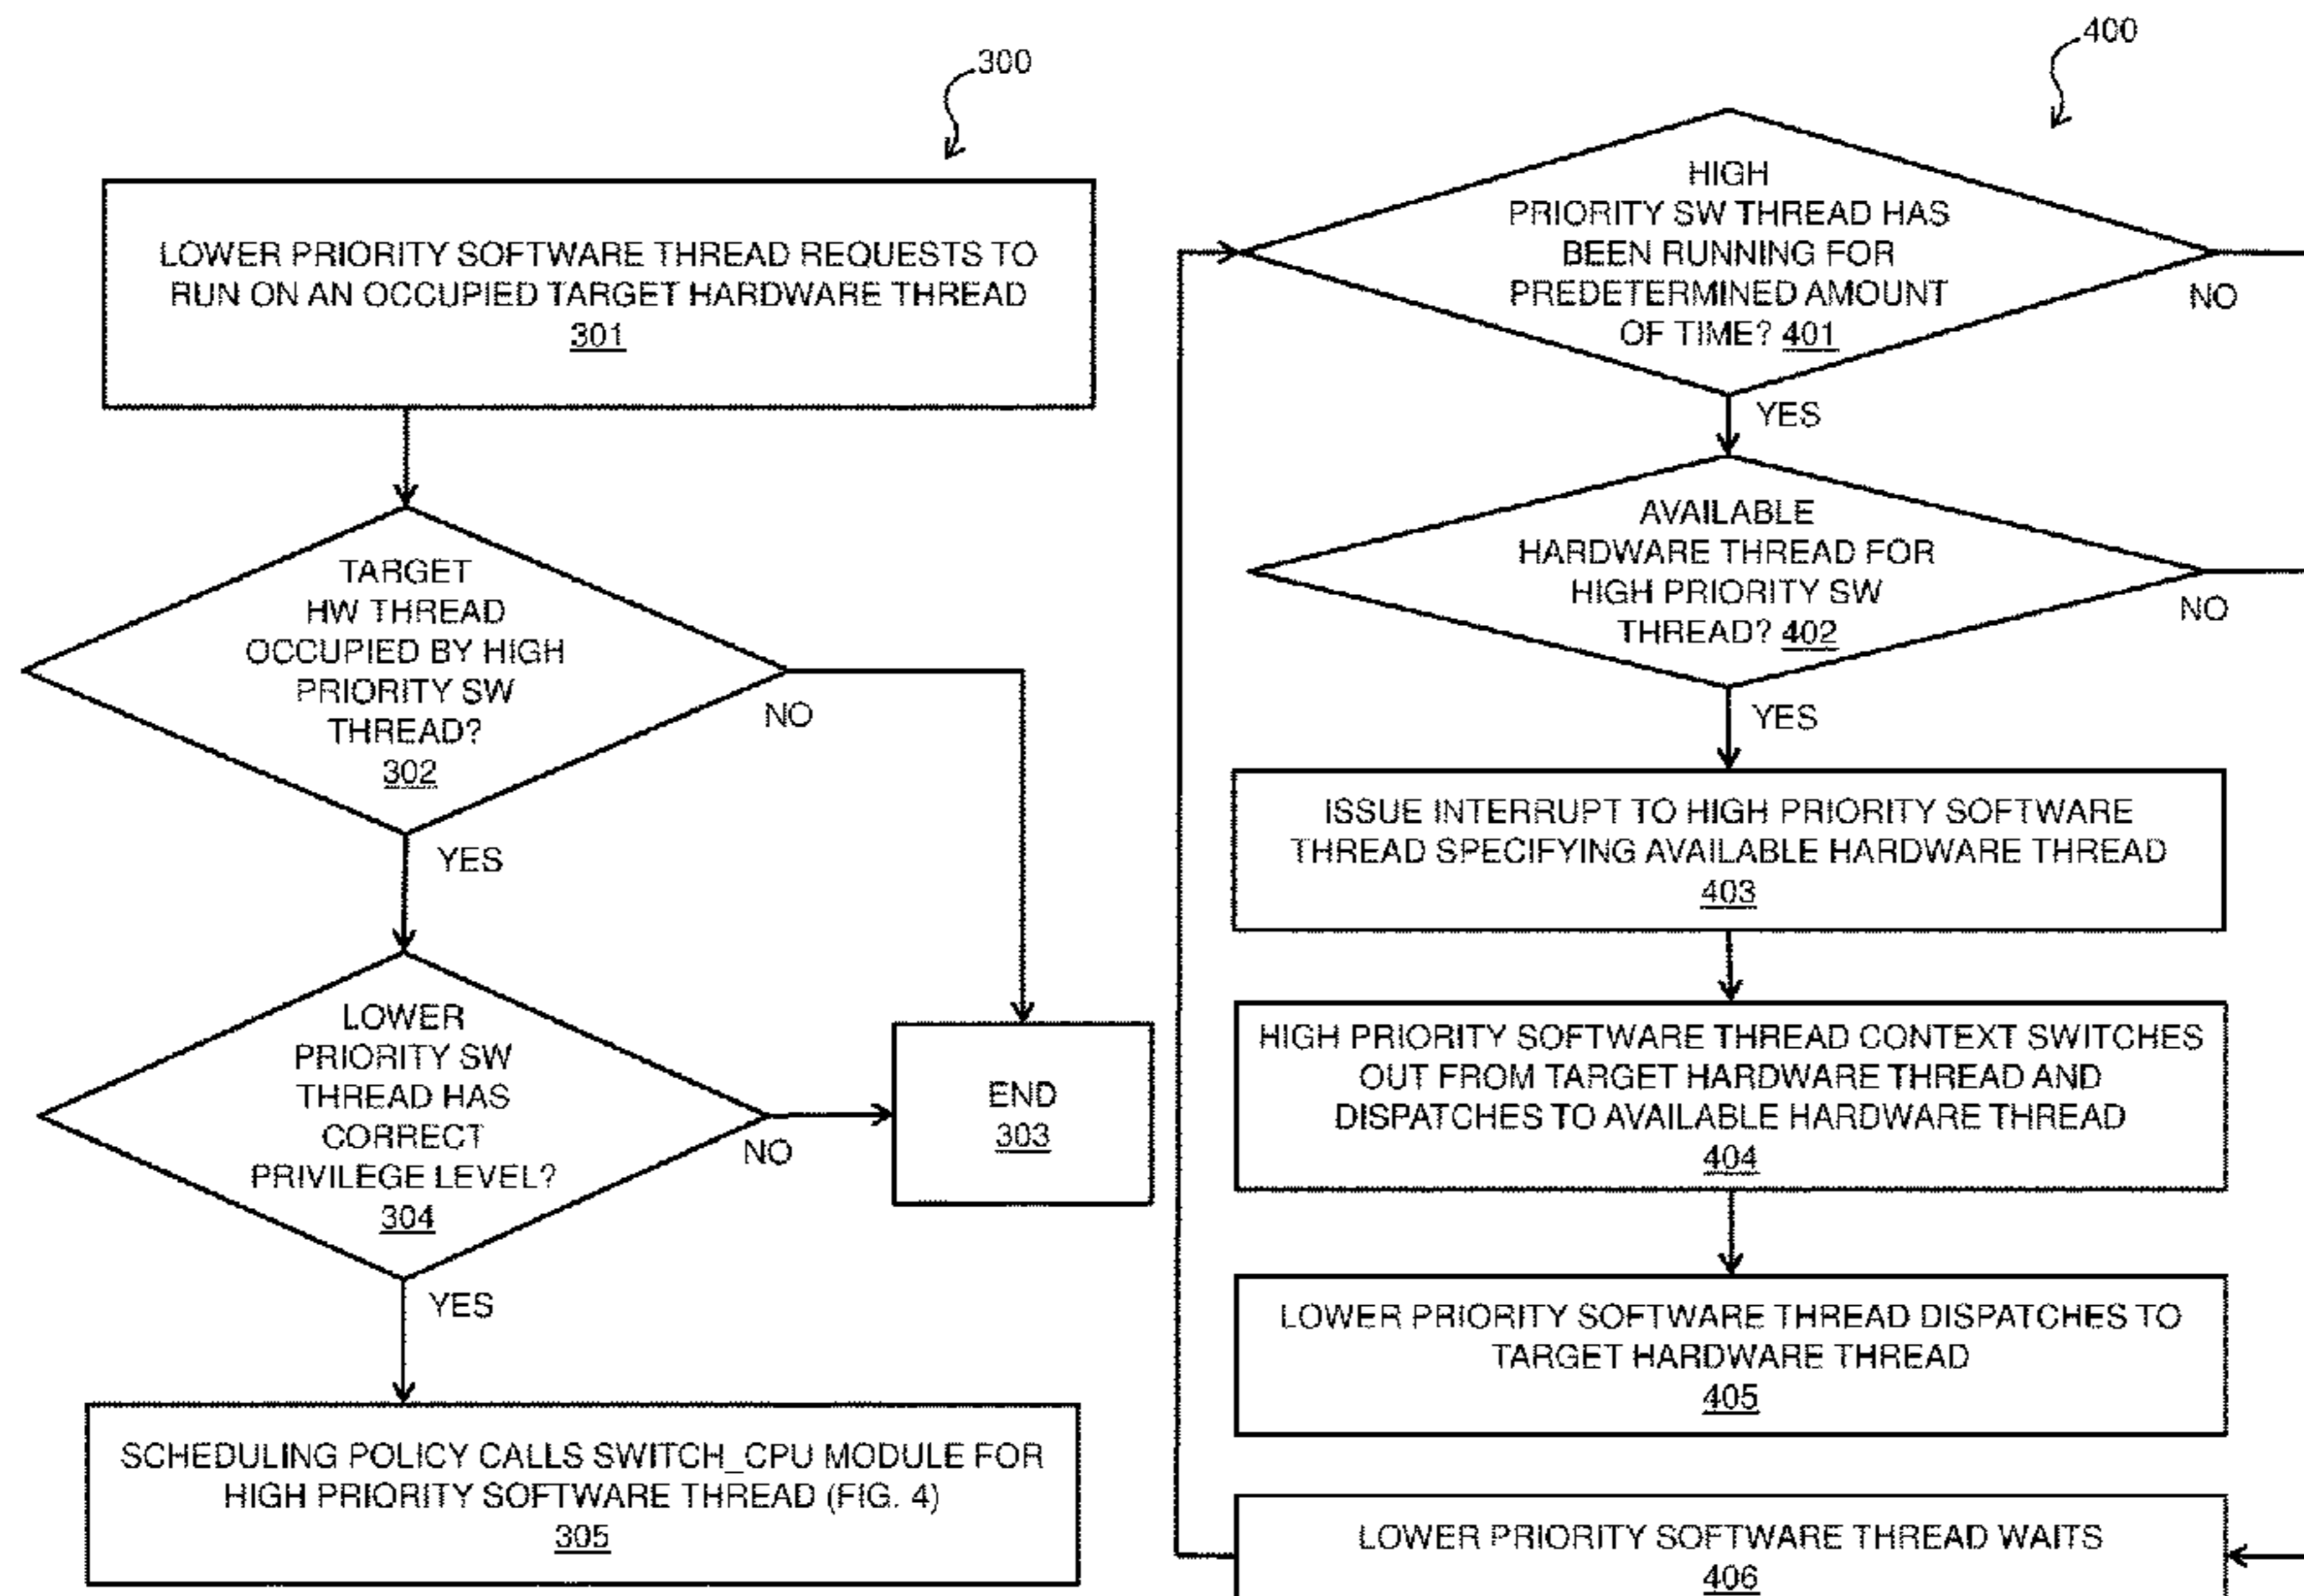 300
LOWER PRIORITY SOFTWARE THREAD REQUESTS TO
RUN ON AN OCCUPIED TARGET HARDWARE THREAD
301
TARGET
HW THREAD
OCCUPIED BY HIGH
PRIORITY SW
THREAD?
302
NO
YES
LOWER
PRIORITY SW
THREAD HAS
CORRECT
PRIVILEGE LEVEL?
304
NO
END
303
YES
SCHEDULING POLICY CALLS SWITCH_CPU MODULE FOR
HIGH PRIORITY SOFTWARE THREAD (FIG. 4)
305
400
HIGH
PRIORITY SW THREAD HAS
BEEN RUNNING FOR
PREDETERMINED AMOUNT
OF TIME? 401
NO
YES
AVAILABLE
HARDWARE THREAD FOR
HIGH PRIORITY SW
THREAD? 402
NO
YES
ISSUE INTERRUPT TO HIGH PRIORITY SOFTWARE
THREAD SPECIFYING AVAILABLE HARDWARE THREAD
403
HIGH PRIORITY SOFTWARE THREAD CONTEXT SWITCHES
OUT FROM TARGET HARDWARE THREAD AND
DISPATCHES TO AVAILABLE HARDWARE THREAD
404
LOWER PRIORITY SOFTWARE THREAD DISPATCHES TO
TARGET HARDWARE THREAD
405
LOWER PRIORITY SOFTWARE THREAD WAITS
406